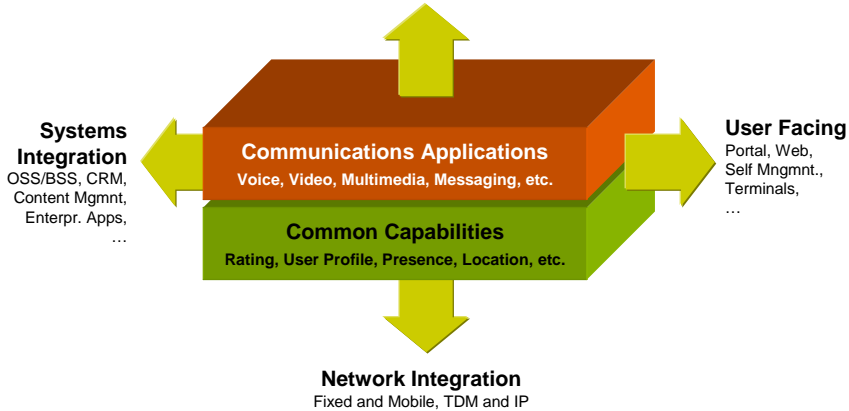 Systems
Integration
OSS/BSS, CRM,
Content Mgmnt,
Enterpr. Apps,
…
Communications Applications
Voice, Video, Multimedia, Messaging, etc.
Common Capabilities
Rating, User Profile, Presence, Location, etc.
User Facing
Portal, Web,
Self Mngmnt.,
Terminals,
…
Network Integration
Fixed and Mobile, TDM and IP